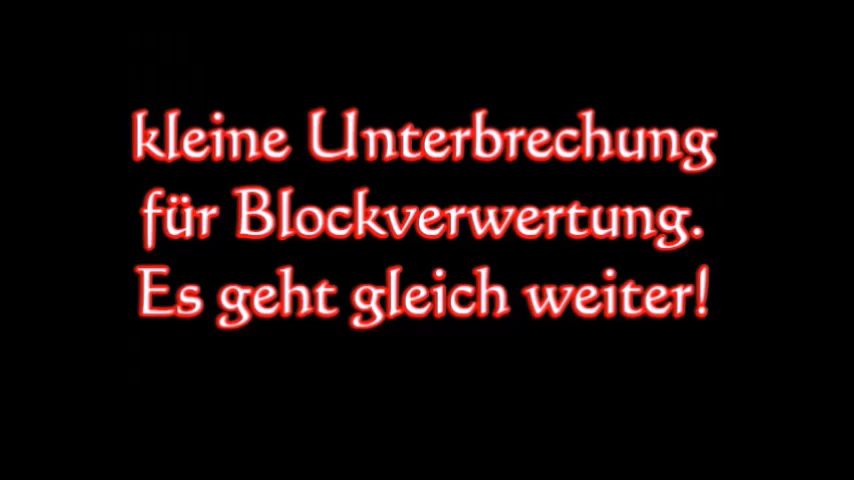 kleine Unterbrechung
für Blockverwertung.
Es geht gleich weiter!